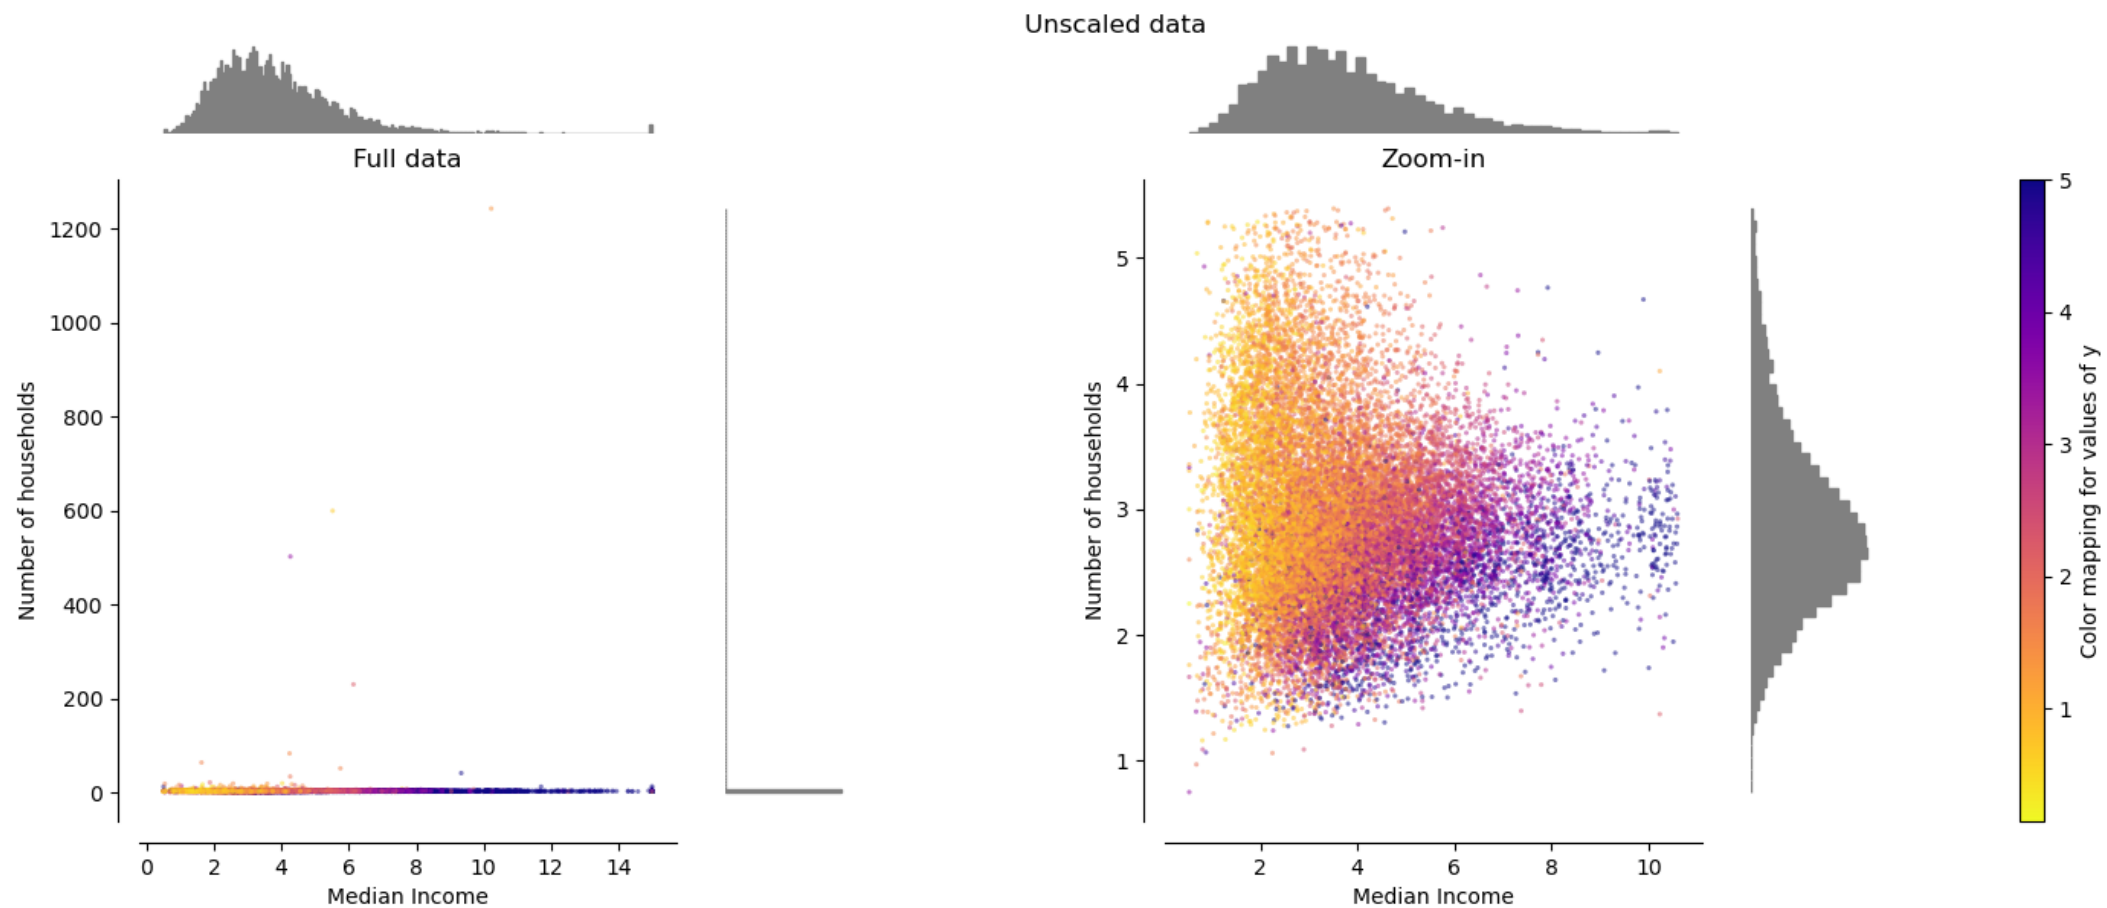 Unscaled data
Full data
Zoom-in
1200
1000
800
600
400
200
0
Number of households
0 2 4 6 8 10 12 14
Median Income
5
4
3
2
1
Number of households
2 4 6 8 10
Median Income
5
4
3
2
1
Color mapping for values of y